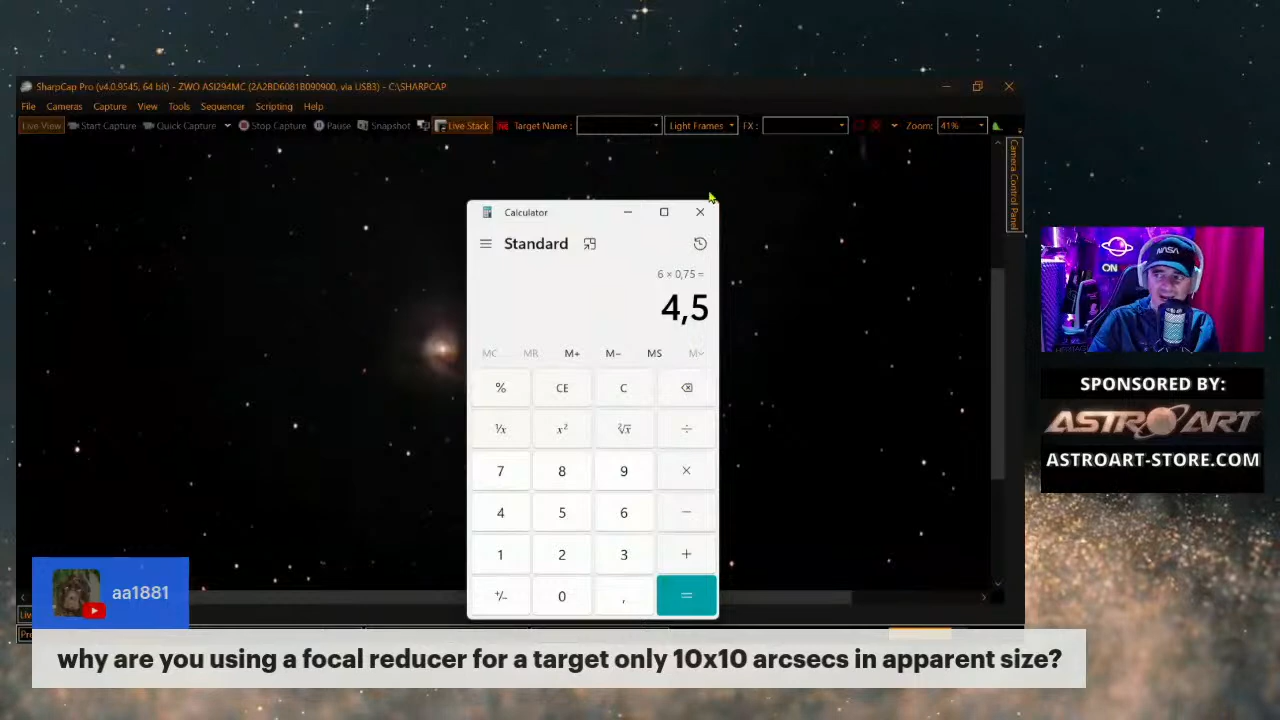 SharpCap Pro (v4.0.9545, 64 bit) - ZWO ASI294MC (2A2BD6081B090900, via USB3) - C:\SHARPCAP
File Cameras Capture View Tools Sequencer Scripting Help
Live View Start Capture Quick Capture Stop Capture Pause Snapshot Live Stack Target Name : Light Frames FX : Zoom: 41%
Camera Control Panel
Calculator
Standard
6 × 0,75 =
4,5
MC MR M+ M− MS M
% CE C
¹/x x² ²√x ÷
7 8 9 ×
4 5 6 −
1 2 3 +
+/− 0 , =
NASA
ON
SPONSORED BY:
ASTROART
ASTROART-STORE.COM
aa1881
why are you using a focal reducer for a target only 10x10 arcsecs in apparent size?